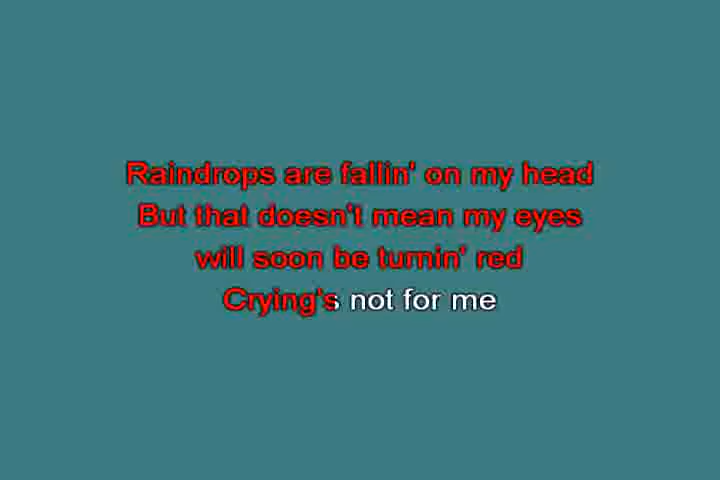 Raindrops are fallin' on my head
But that doesn't mean my eyes
will soon be turnin' red
Crying's not for me